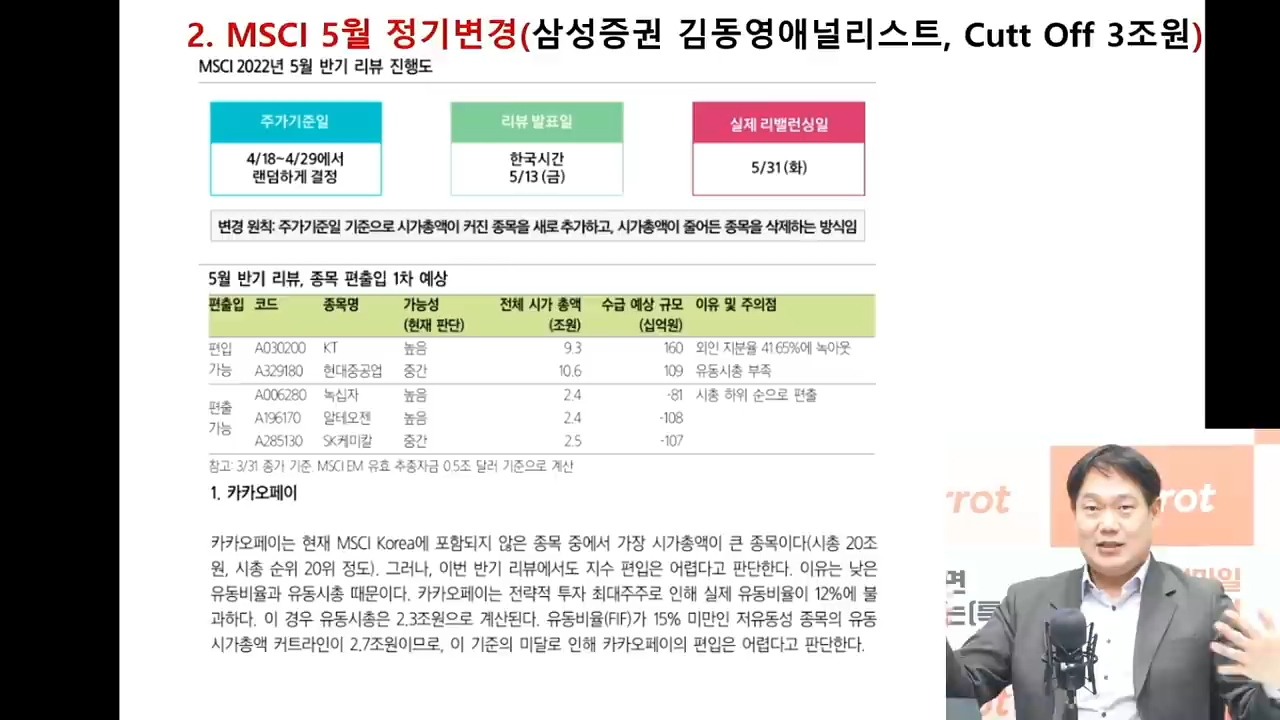 2. MSCI 5월 정기변경(삼성증권 김동영애널리스트, Cutt Off 3조원)
MSCI 2022년 5월 반기 리뷰 진행도
주가기준일 리뷰 발표일 실제 리밸런싱일
4/18~4/29에서 랜덤하게 결정
한국시간 5/13 (금)
5/31 (화)
변경 원칙: 주가기준일 기준으로 시가총액이 커진 종목을 새로 추가하고, 시가총액이 줄어든 종목을 삭제하는 방식임
5월 반기 리뷰, 종목 편출입 1차 예상
편출입 코드 종목명 가능성 (현재 판단) 전체 시가 총액 (조원) 수급 예상 규모 (십억원) 이유 및 주의점
편입 가능 A030200 KT 높음 9.3 160 외인 지분율 41.65%에 녹아웃
A329180 현대중공업 중간 10.6 109 유동시총 부족
편출 가능 A006280 녹십자 높음 2.4 -81 시총 하위 순으로 편출
A196170 알테오젠 높음 2.4 -108
A285130 SK케미칼 중간 2.5 -107
참고: 3/31 종가 기준. MSCI EM 유효 추종자금 0.5조 달러 기준으로 계산
1. 카카오페이
카카오페이는 현재 MSCI Korea에 포함되지 않은 종목 중에서 가장 시가총액이 큰 종목이다(시총 20조
원, 시총 순위 20위 정도). 그러나, 이번 반기 리뷰에서도 지수 편입은 어렵다고 판단한다. 이유는 낮은
유동비율과 유동시총 때문이다. 카카오페이는 전략적 투자 최대주주로 인해 실제 유동비율이 12%에 불
과하다. 이 경우 유동시총은 2.3조원으로 계산된다. 유동비율(FIF)가 15% 미만인 저유동성 종목의 유동
시가총액 커트라인이 2.7조원이므로, 이 기준의 미달로 인해 카카오페이의 편입은 어렵다고 판단한다.
rrot
rrot